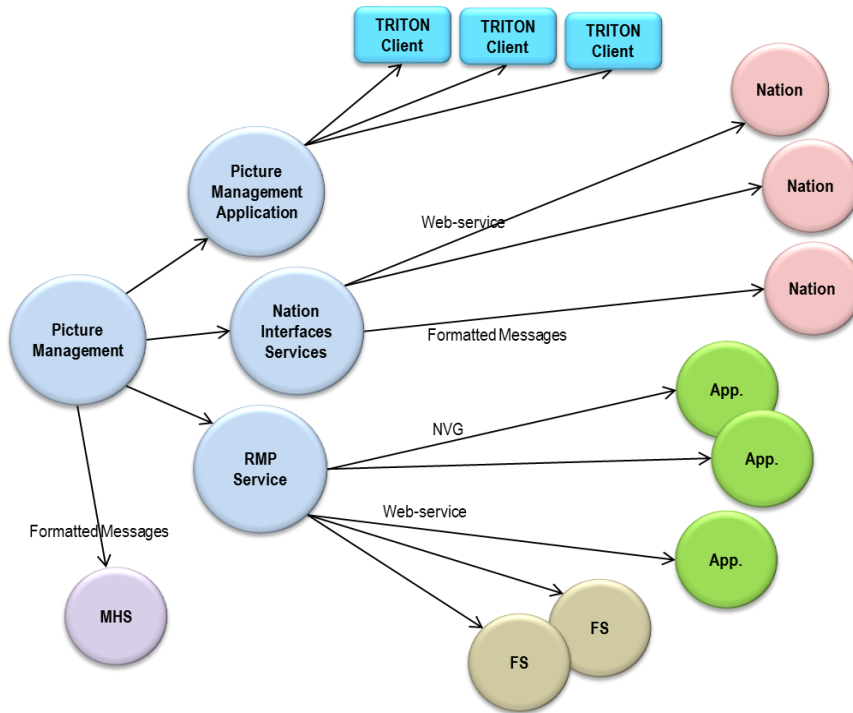 TRITON
Client
TRITON
Client
TRITON
Client
Nation
Picture
Management
Application
Nation
Web-service
Nation
Picture
Management
Nation
Interfaces
Services
Formatted Messages
App.
NVG
RMP
Service
App.
Web-service
Formatted Messages
App.
MHS
FS
FS